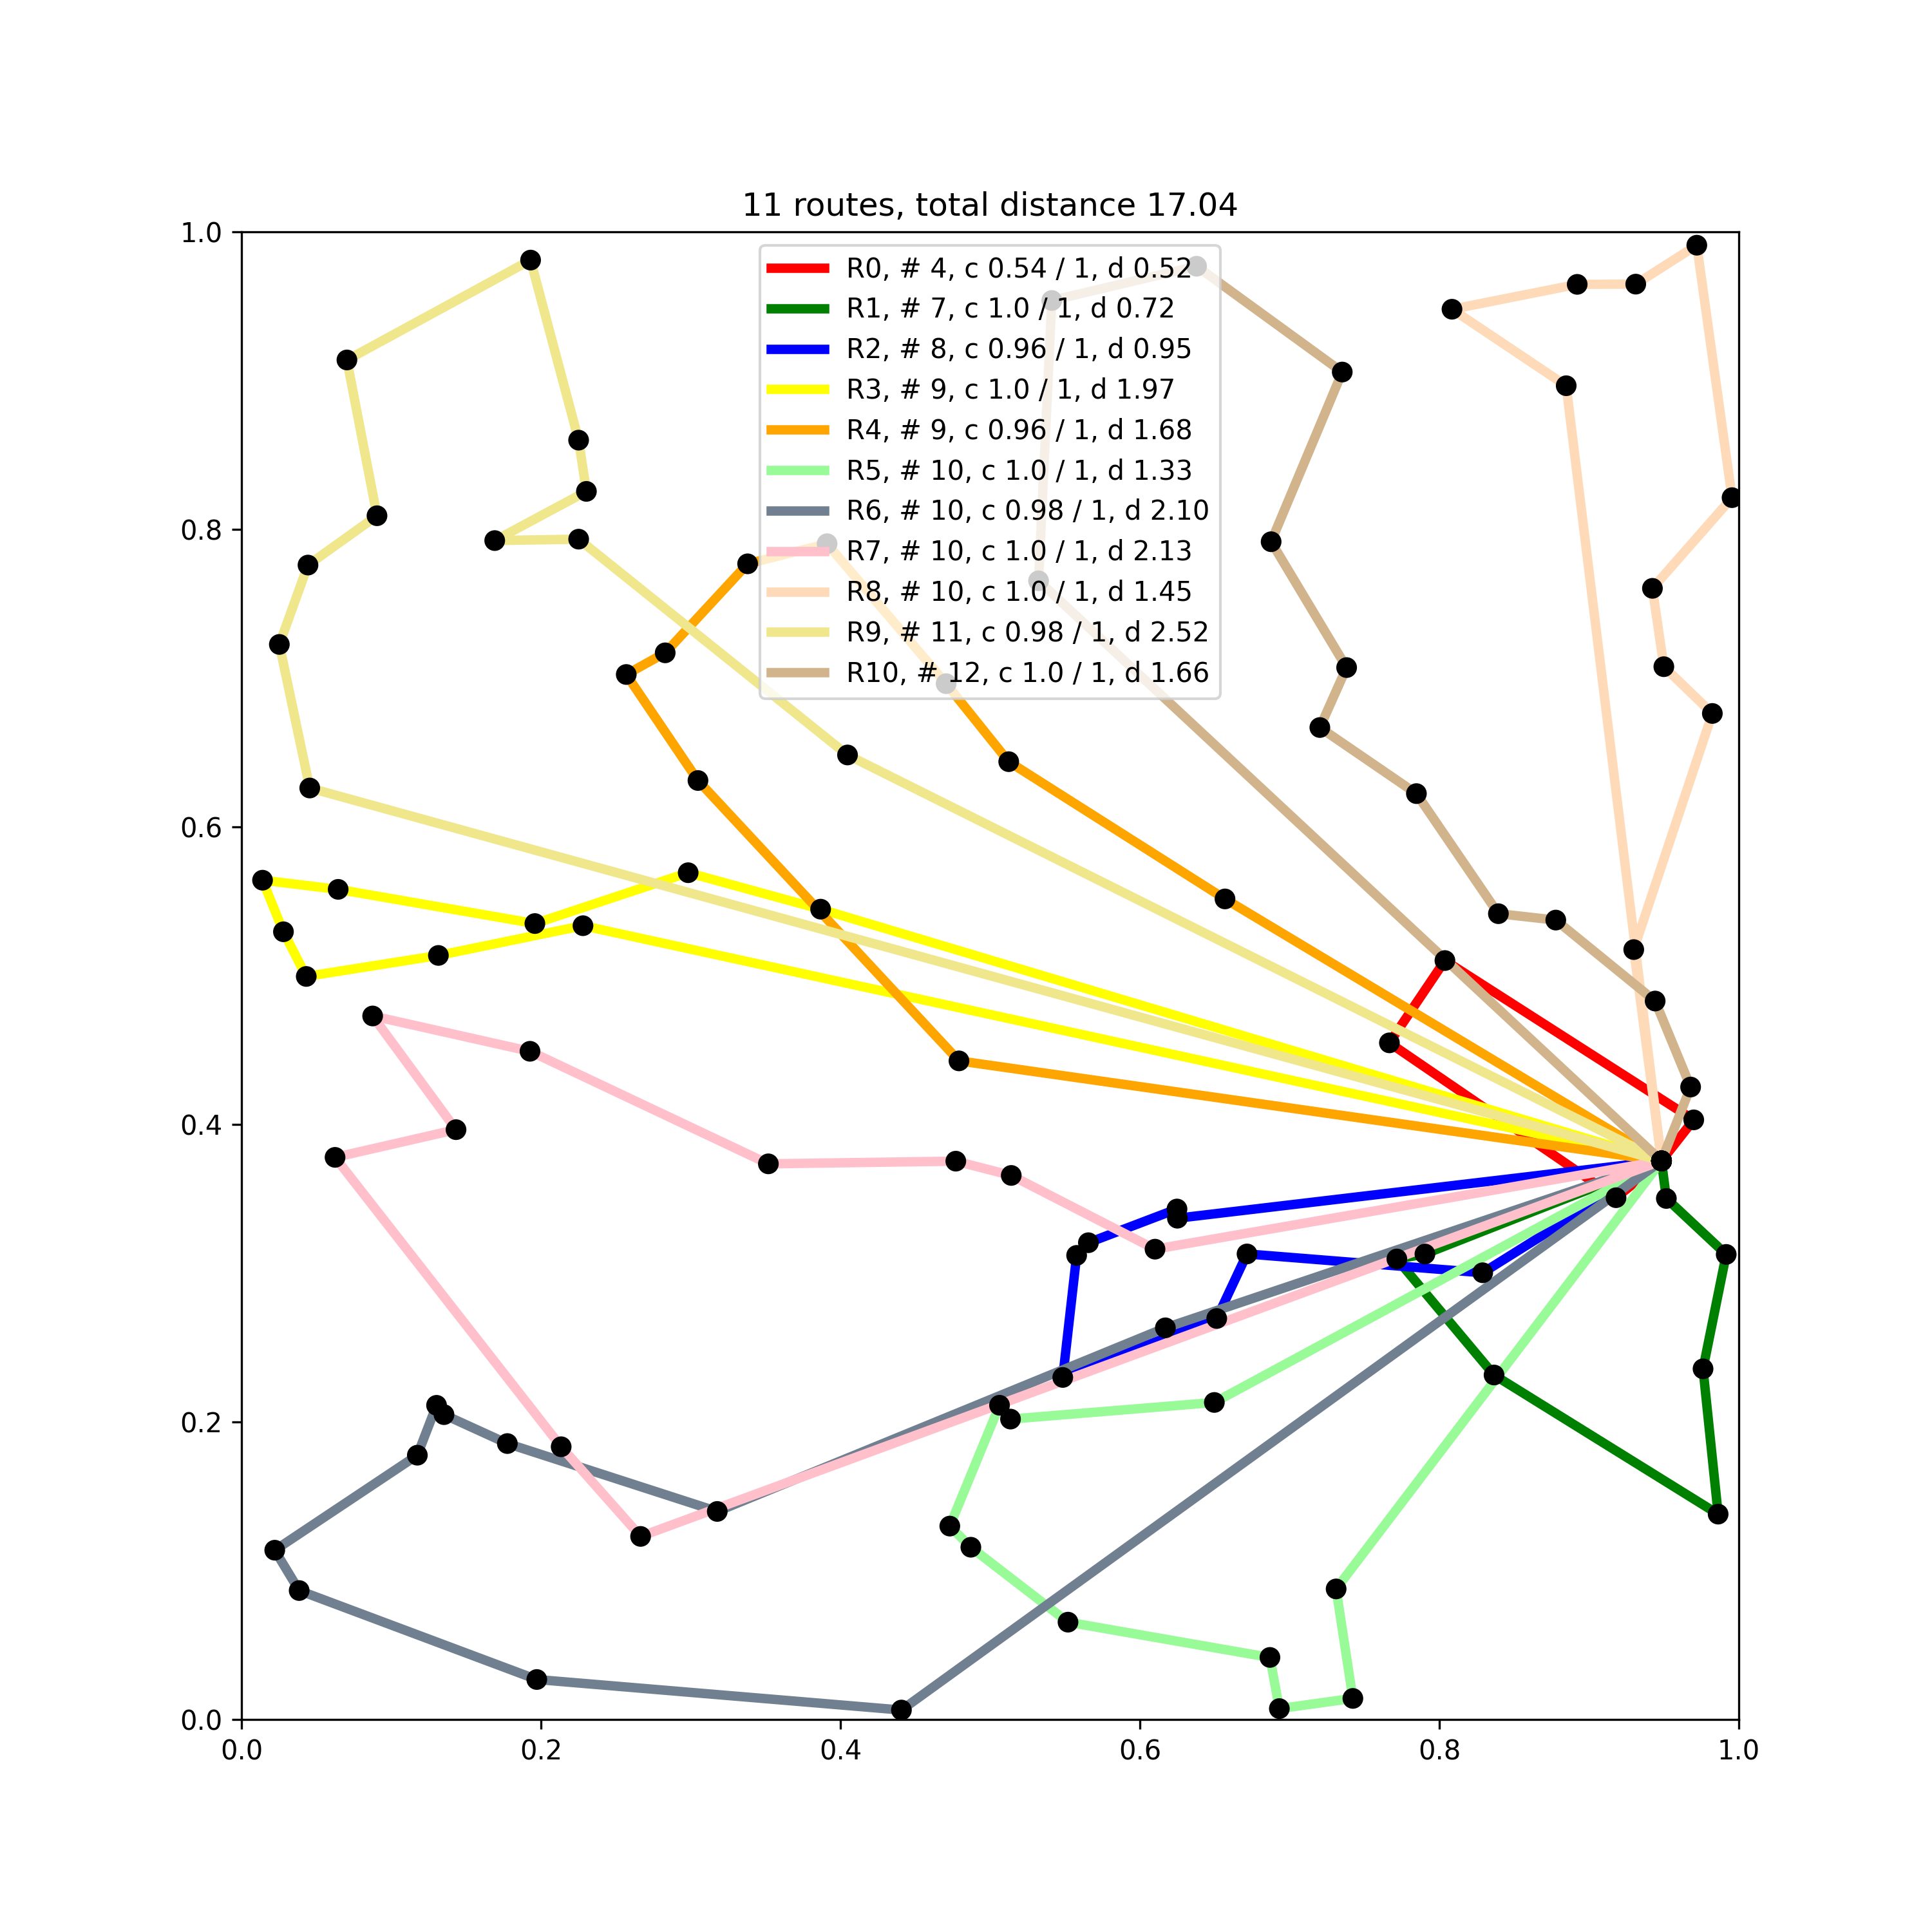 11 routes, total distance 17.04
1.0
0.8
0.6
0.4
0.2
0.0
R0, # 4, c 0.54 / 1, d 0.52
R1, # 7, c 1.0 / 1, d 0.72
R2, # 8, c 0.96 / 1, d 0.95
R3, # 9, c 1.0 / 1, d 1.97
R4, # 9, c 0.96 / 1, d 1.68
R5, # 10, c 1.0 / 1, d 1.33
R6, # 10, c 0.98 / 1, d 2.10
R7, # 10, c 1.0 / 1, d 2.13
R8, # 10, c 1.0 / 1, d 1.45
R9, # 11, c 0.98 / 1, d 2.52
R10, # 12, c 1.0 / 1, d 1.66
0.0 0.2 0.4 0.6 0.8 1.0